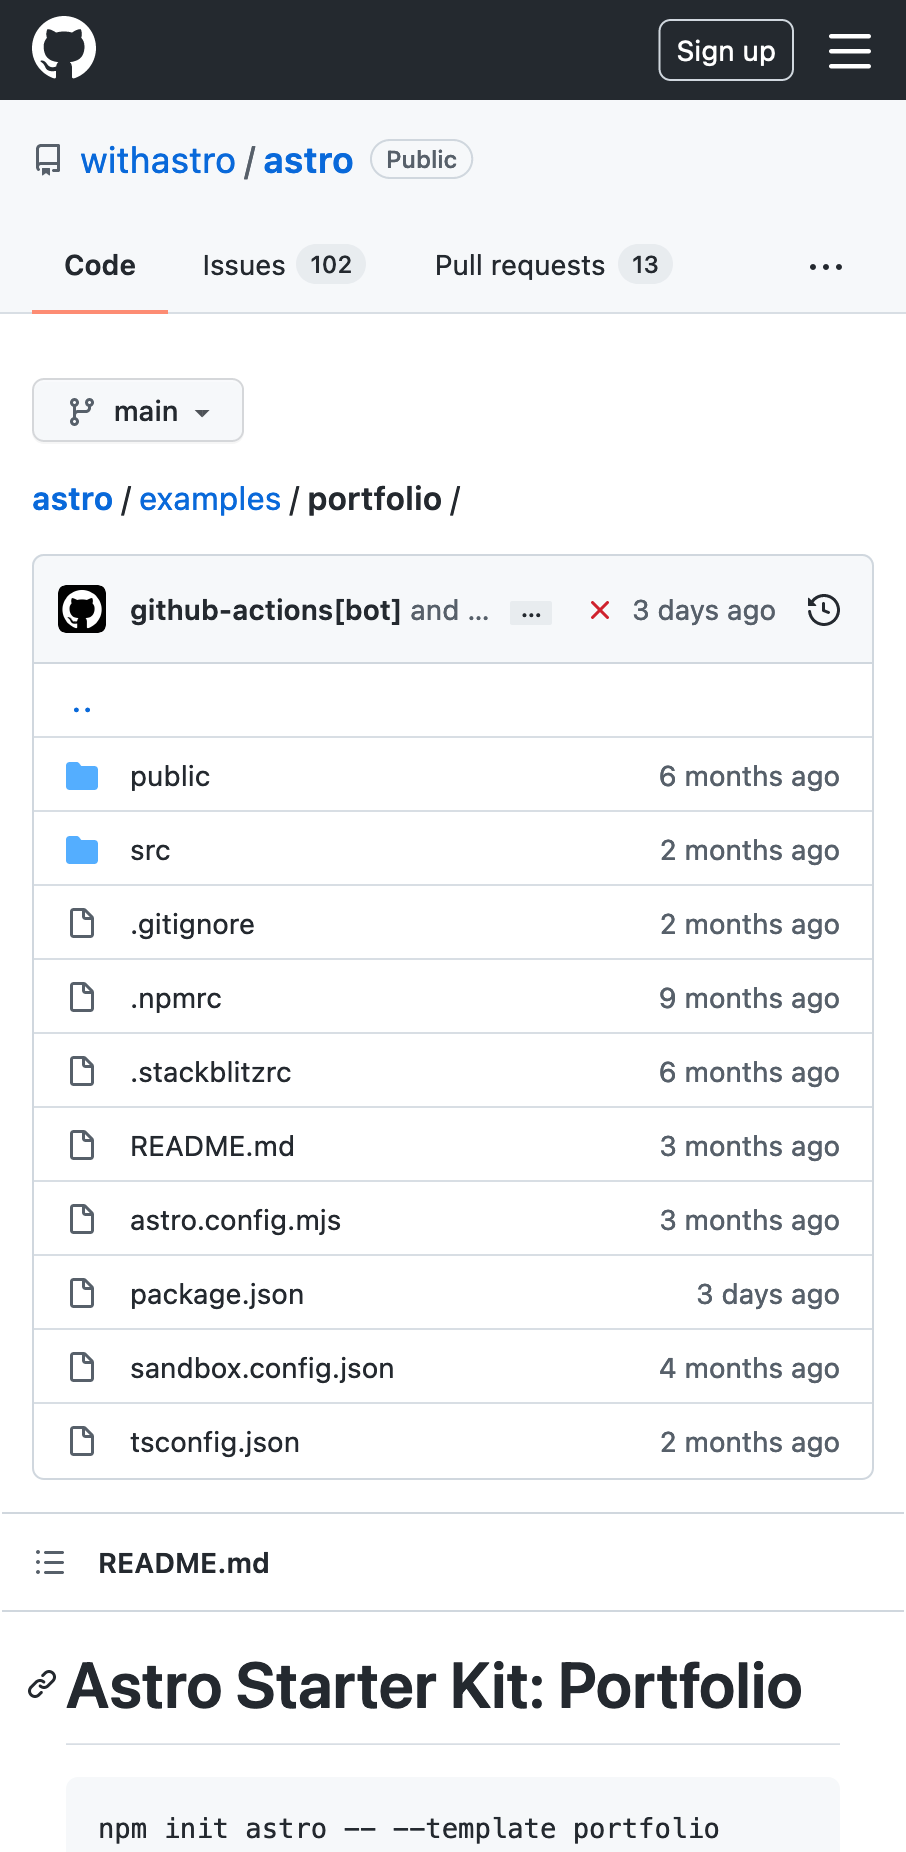 Sign up
withastro / astro Public
Code Issues 102 Pull requests 13 ...
main
astro / examples / portfolio /
github-actions[bot] and ... ... 3 days ago
..
public 6 months ago
src 2 months ago
.gitignore 2 months ago
.npmrc 9 months ago
.stackblitzrc 6 months ago
README.md 3 months ago
astro.config.mjs 3 months ago
package.json 3 days ago
sandbox.config.json 4 months ago
tsconfig.json 2 months ago
README.md
Astro Starter Kit: Portfolio
npm init astro -- --template portfolio